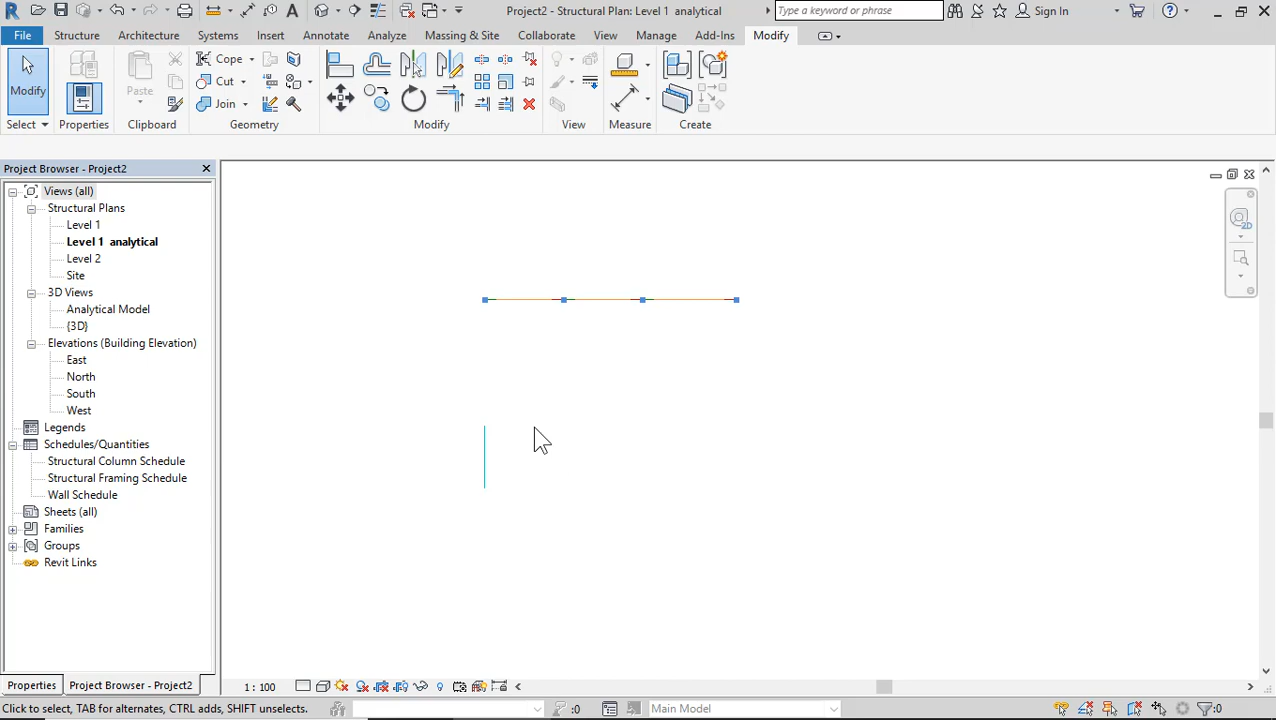 Project2 - Structural Plan: Level 1 analytical
Type a keyword or phrase
Sign In
File
Structure
Architecture
Systems
Insert
Annotate
Analyze
Massing & Site
Collaborate
View
Manage
Add-Ins
Modify
Modify
Properties
Paste
Cope
Cut
Join
Select
Properties
Clipboard
Geometry
Modify
View
Measure
Create
Project Browser - Project2
Views (all)
Structural Plans
Level 1
Level 1 analytical
Level 2
Site
3D Views
Analytical Model
{3D}
Elevations (Building Elevation)
East
North
South
West
Legends
Schedules/Quantities
Structural Column Schedule
Structural Framing Schedule
Wall Schedule
Sheets (all)
Families
Groups
Revit Links
2D
Properties
Project Browser - Project2
1 : 100
Click to select, TAB for alternates, CTRL adds, SHIFT unselects.
:0
Main Model
:0